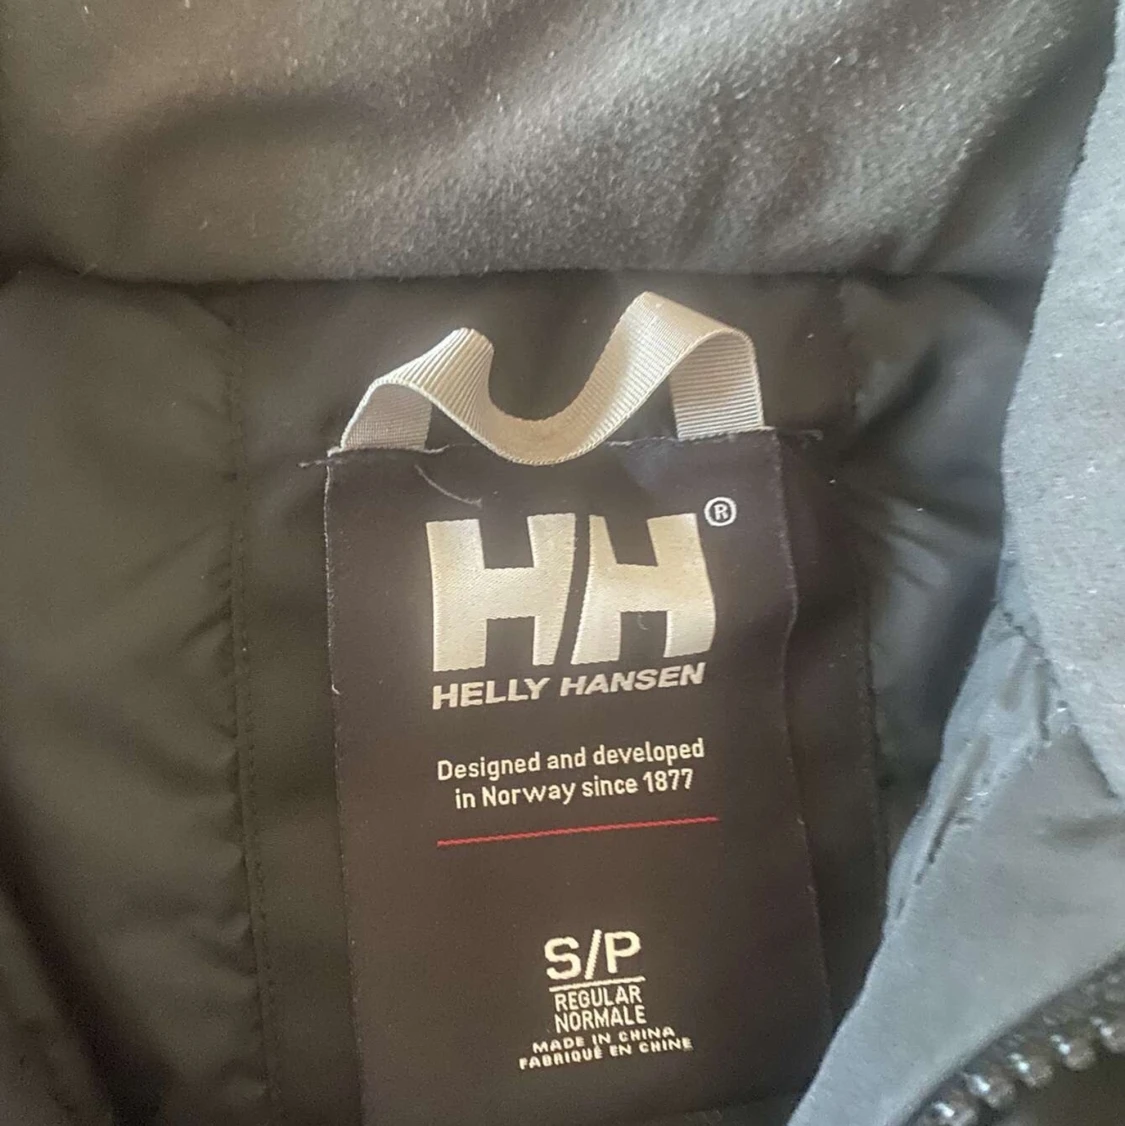 HH®
HELLY HANSEN
Designed and developed
in Norway since 1877
S/P
REGULAR
NORMALE
MADE IN CHINA
FABRIQUÉ EN CHINE